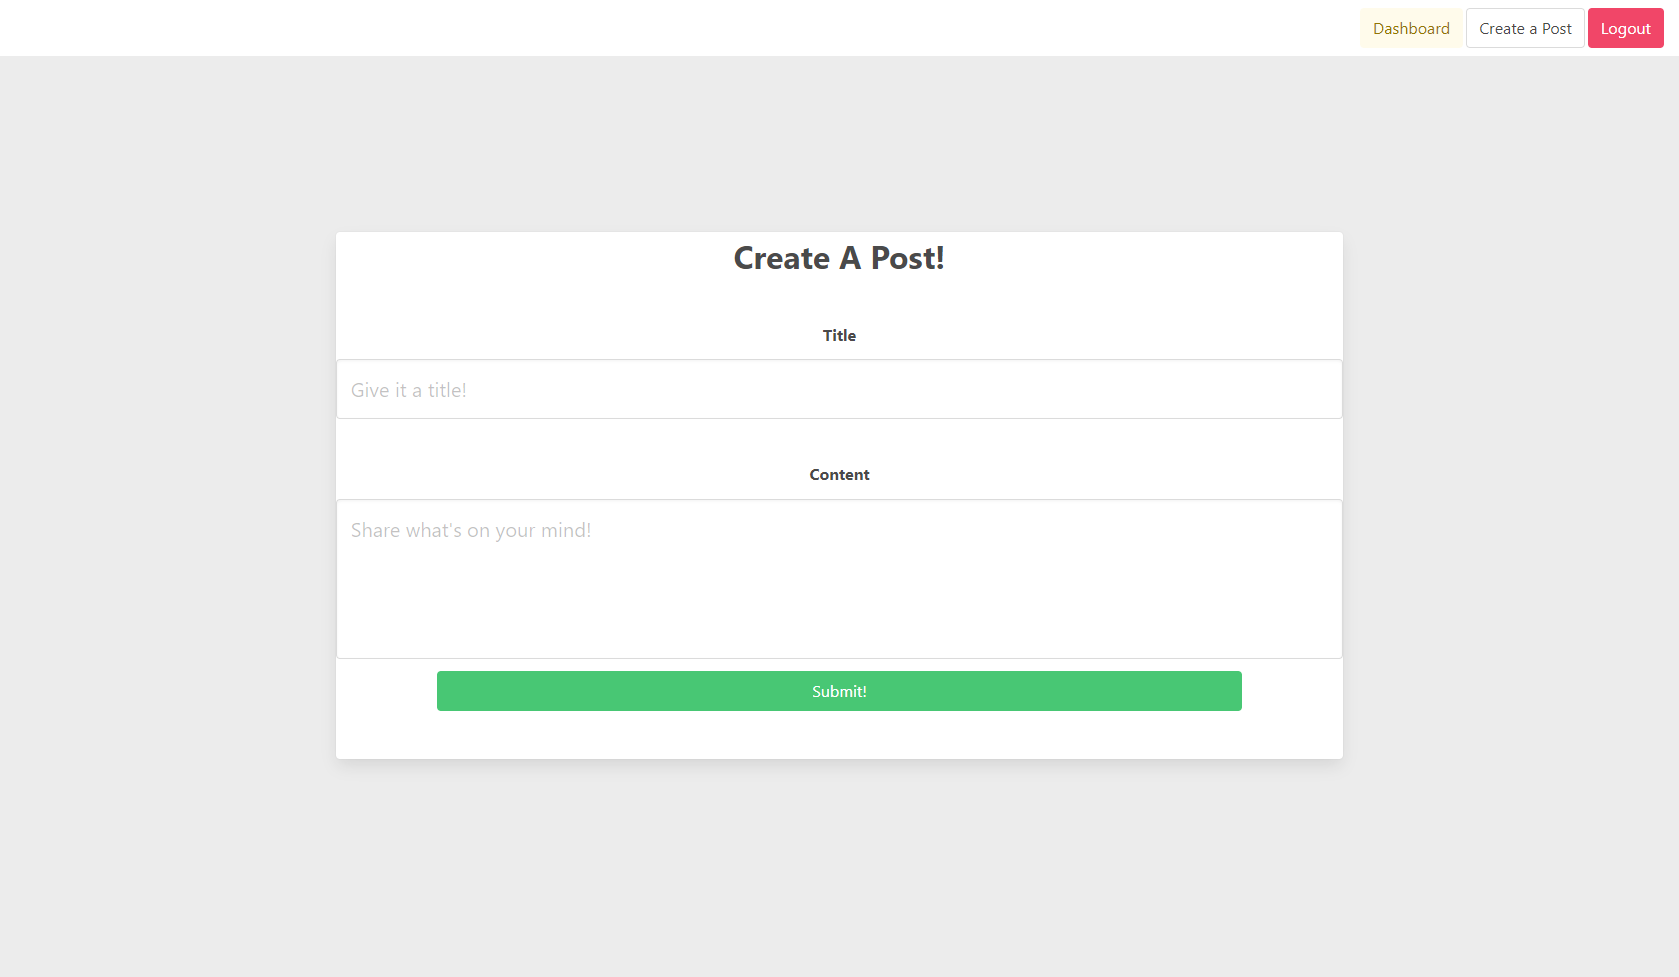 Dashboard Create a Post Logout
Create A Post!
Title
Give it a title!
Content
Share what's on your mind!
Submit!